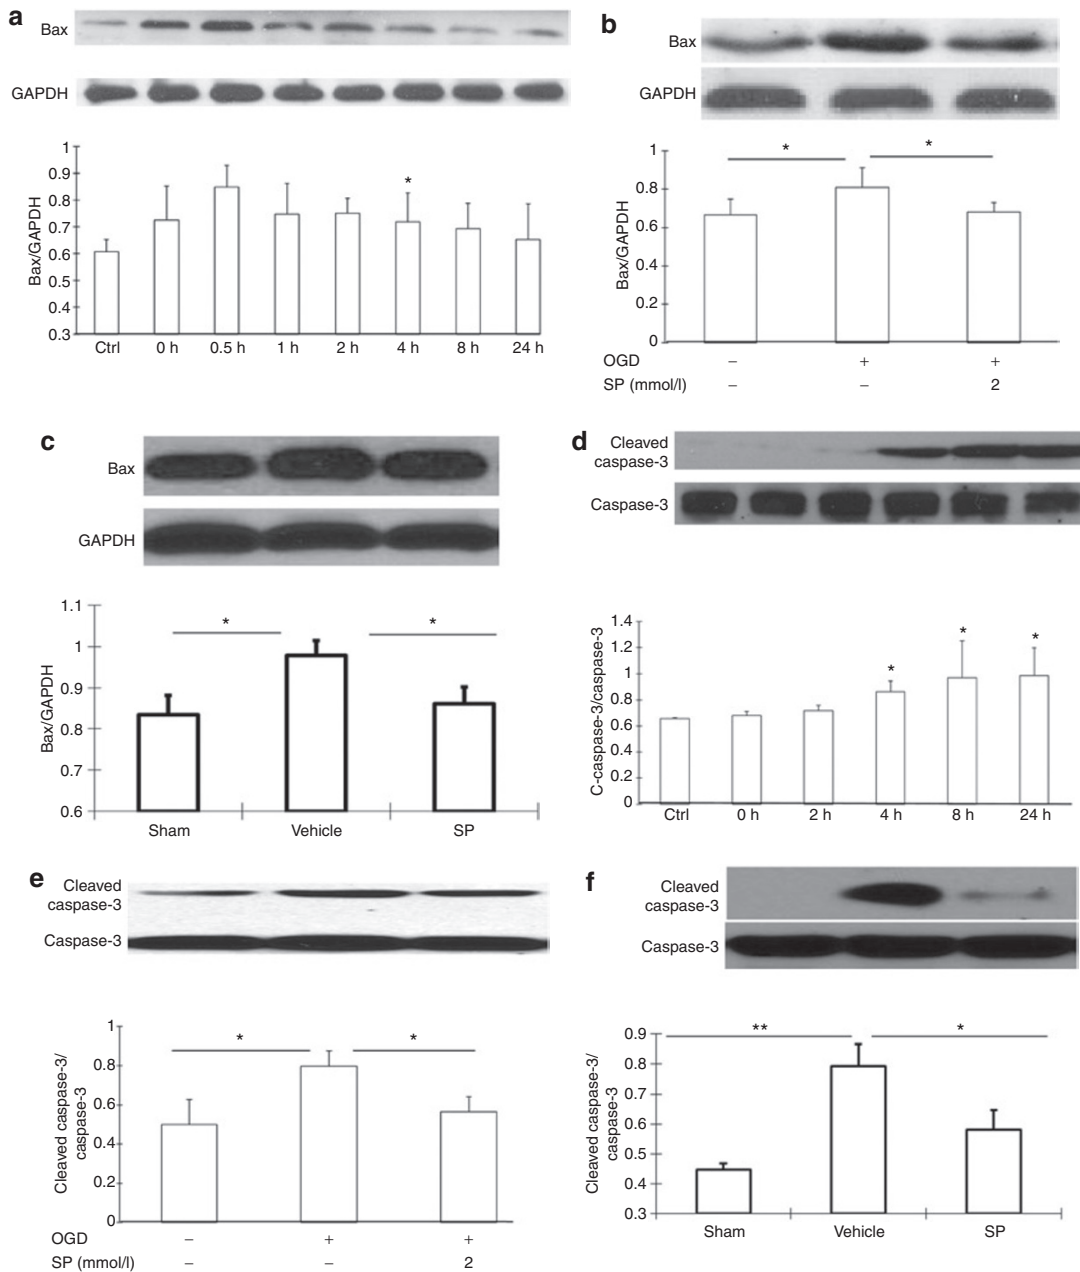 a
Bax
GAPDH
1
0.9
0.8
0.7
0.6
0.5
0.4
0.3
Bax/GAPDH
*
Ctrl 0 h 0.5 h 1 h 2 h 4 h 8 h 24 h
b
Bax
GAPDH
1
0.8
0.6
0.4
0.2
0
Bax/GAPDH
* *
OGD – + +
SP (mmol/l) – – 2
c
Bax
GAPDH
1.1
1
0.9
0.8
0.7
0.6
Bax/GAPDH
* *
Sham Vehicle SP
d
Cleaved
caspase-3
Caspase-3
1.4
1.2
1
0.8
0.6
0.4
0.2
0
C-caspase-3/caspase-3
* * *
Ctrl 0 h 2 h 4 h 8 h 24 h
e
Cleaved
caspase-3
Caspase-3
1
0.8
0.6
0.4
0.2
0
Cleaved caspase-3/
caspase-3
* *
OGD – + +
SP (mmol/l) – – 2
f
Cleaved
caspase-3
Caspase-3
0.9
0.8
0.7
0.6
0.5
0.4
0.3
Cleaved caspase-3/
caspase-3
** *
Sham Vehicle SP